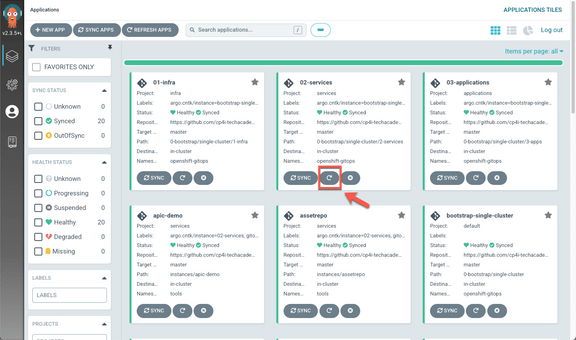 Applications
APPLICATIONS TILES
+ NEW APP
SYNC APPS
REFRESH APPS
Search applications...
/
Log out
v2.3.5+
Items per page: all
FILTERS
FAVORITES ONLY
SYNC STATUS
Unknown 0
Synced 20
OutOfSync 0
HEALTH STATUS
Unknown 0
Progressing 0
Suspended 0
Healthy 20
Degraded 0
Missing 0
LABELS
LABELS
PROJECTS
PROJECTS
01-infra
Project: infra
Labels: argo.cntk/instance=bootstrap-single...
Status: Healthy Synced
Reposit... https://github.com/cp4i-techacade...
Target ... master
Path: 0-bootstrap/single-cluster/1-infra
Destina... in-cluster
Names... openshift-gitops
SYNC
02-services
Project: services
Labels: argo.cntk/instance=bootstrap-single...
Status: Healthy Synced
Reposit... https://github.com/cp4i-techacade...
Target ... master
Path: 0-bootstrap/single-cluster/2-services
Destina... in-cluster
Names... openshift-gitops
SYNC
03-applications
Project: applications
Labels: argo.cntk/instance=bootstrap-single...
Status: Healthy Synced
Reposit... https://github.com/cp4i-techacade...
Target ... master
Path: 0-bootstrap/single-cluster/3-apps
Destina... in-cluster
Names... openshift-gitops
SYNC
apic-demo
Project: services
Labels: argo.cntk/instance=02-services, gito...
Status: Healthy Synced
Reposit... https://github.com/cp4i-techacade...
Target ... master
Path: instances/apic-demo
Destina... in-cluster
Names... tools
SYNC
assetrepo
Project: services
Labels: argo.cntk/instance=02-services, gito...
Status: Healthy Synced
Reposit... https://github.com/cp4i-techacade...
Target ... master
Path: instances/assetrepo
Destina... in-cluster
Names... tools
SYNC
bootstrap-single-cluster
Project: default
Labels:
Status: Healthy Synced
Reposit... https://github.com/cp4i-techacade...
Target ... master
Path: 0-bootstrap/single-cluster
Destina... in-cluster
Names... openshift-gitops
SYNC